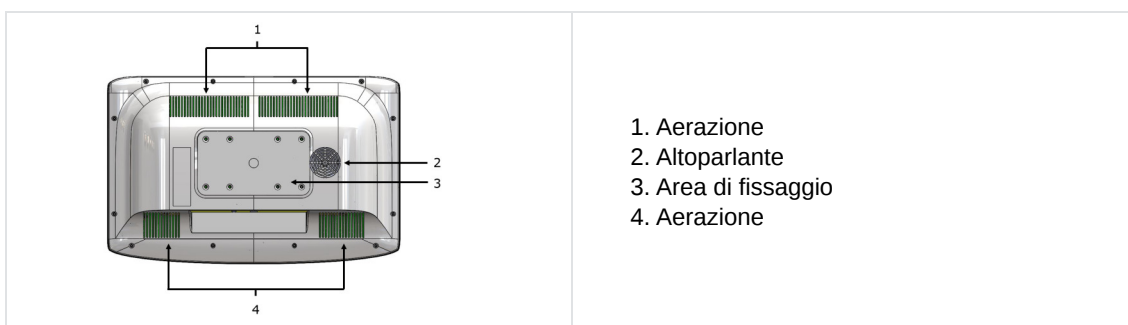 1
2
3
4
1. Aerazione
2. Altoparlante
3. Area di fissaggio
4. Aerazione